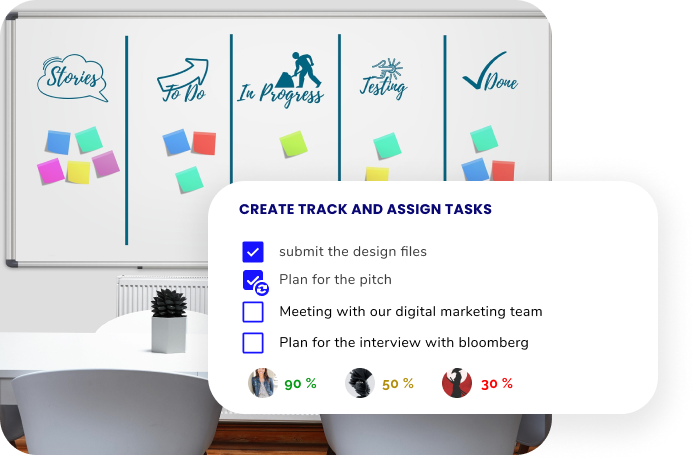 Stories
To Do
In Progress
Testing
Done
CREATE TRACK AND ASSIGN TASKS
submit the design files
Plan for the pitch
Meeting with our digital marketing team
Plan for the interview with bloomberg
90 %
50 %
30 %